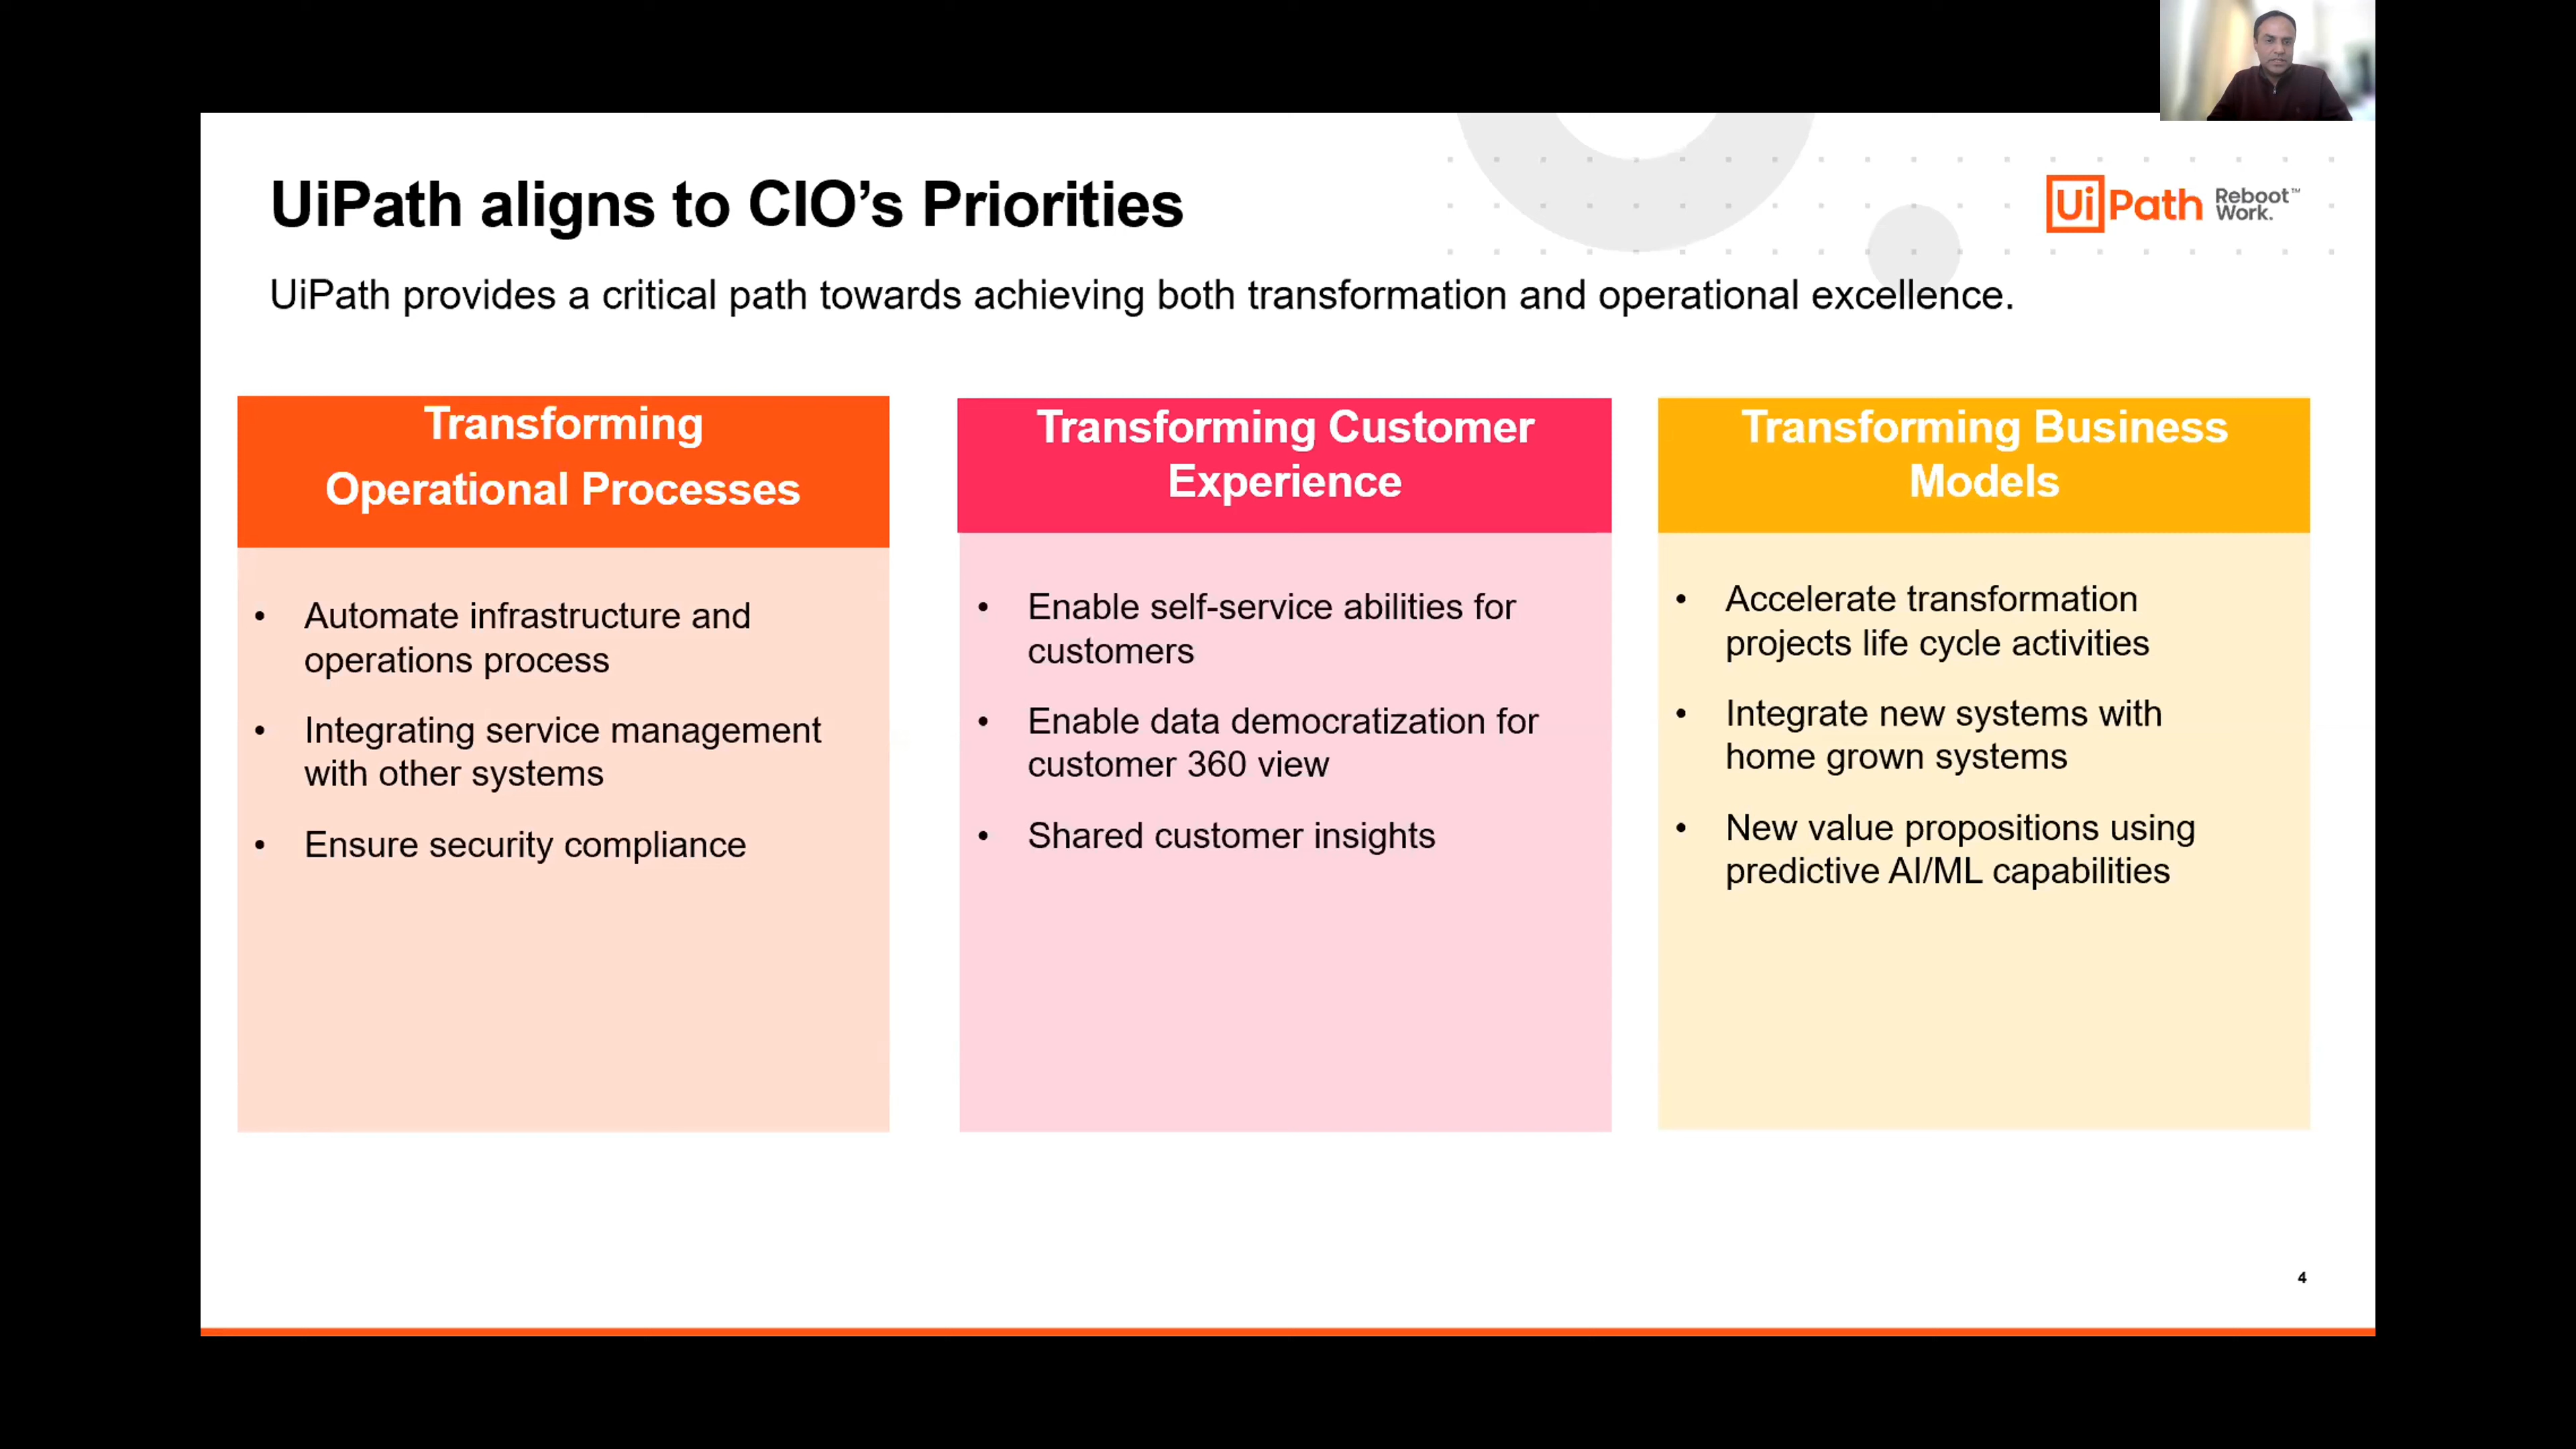 UiPath aligns to CIO’s Priorities
UiPath Reboot™
Work.
UiPath provides a critical path towards achieving both transformation and operational excellence.
Transforming
Operational Processes
• Automate infrastructure and
operations process
• Integrating service management
with other systems
• Ensure security compliance
Transforming Customer
Experience
• Enable self-service abilities for
customers
• Enable data democratization for
customer 360 view
• Shared customer insights
Transforming Business
Models
• Accelerate transformation
projects life cycle activities
• Integrate new systems with
home grown systems
• New value propositions using
predictive AI/ML capabilities
4